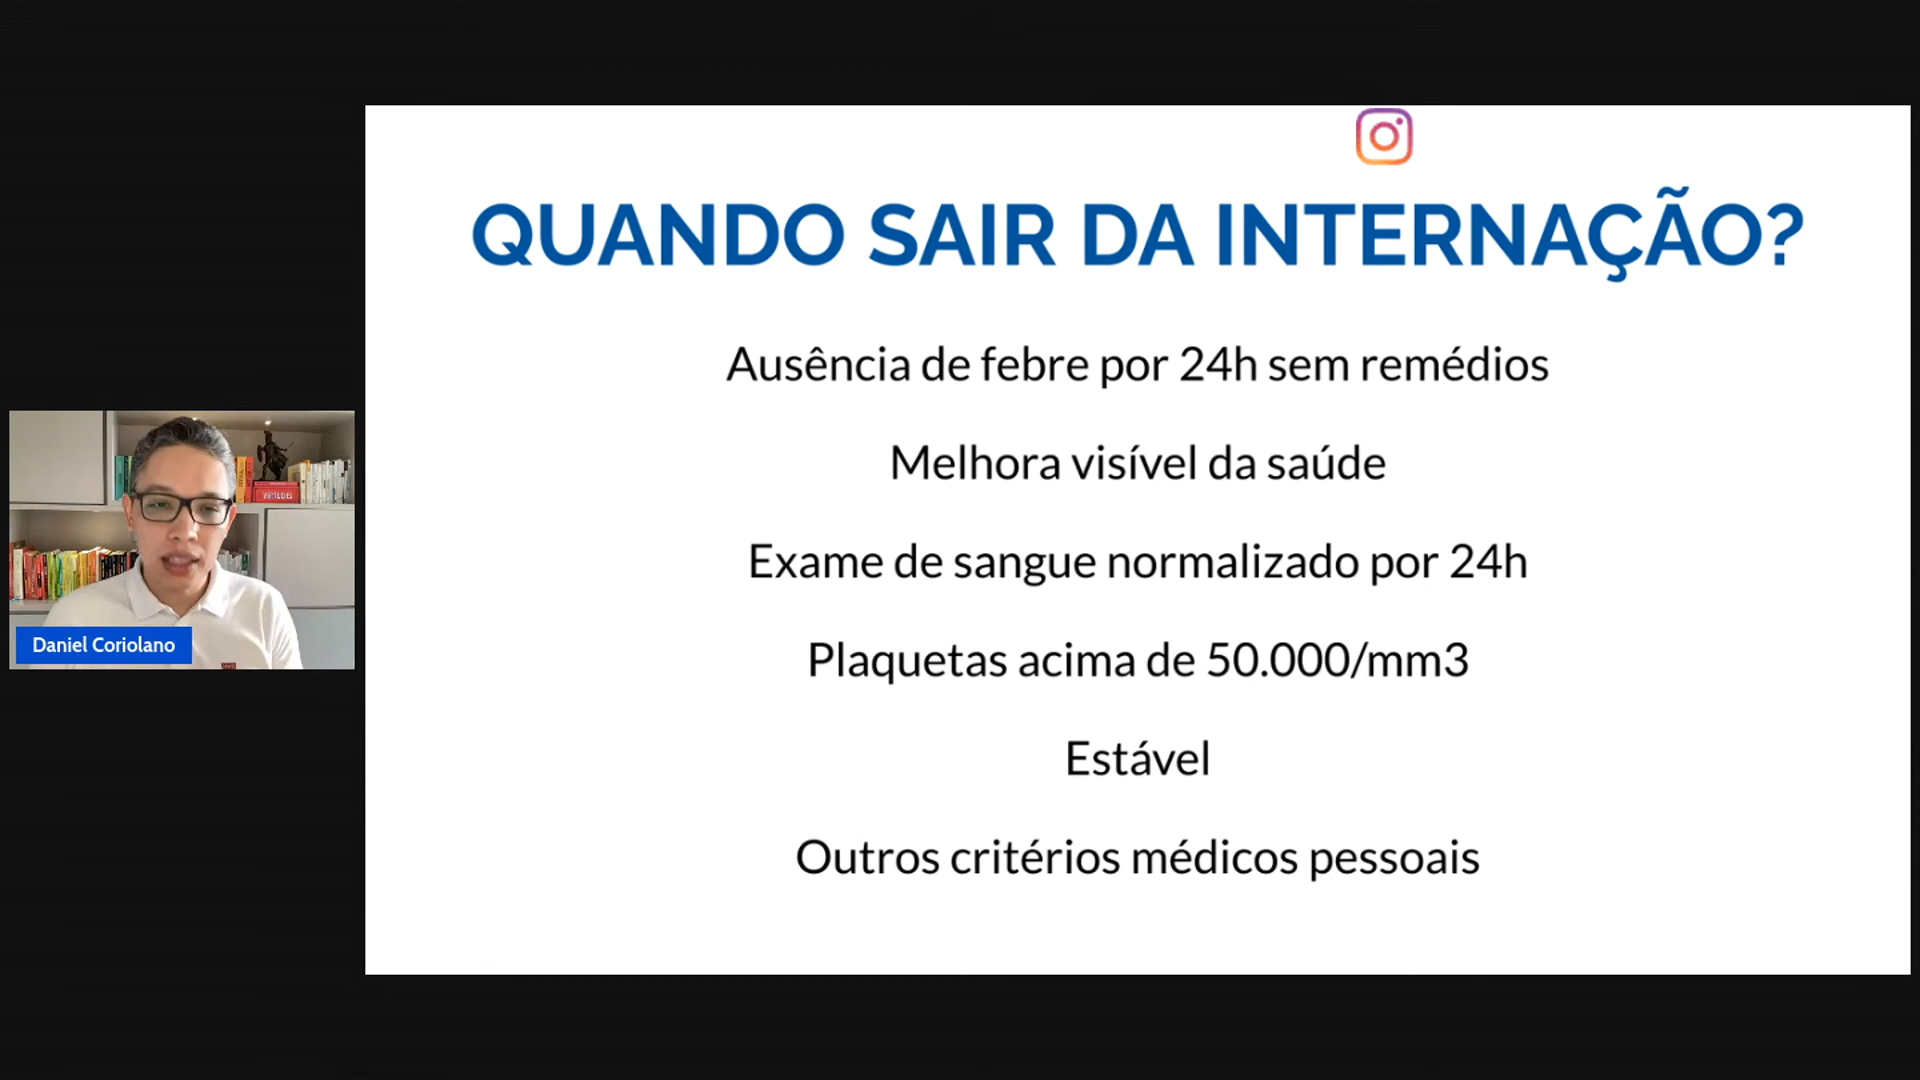 QUANDO SAIR DA INTERNAÇÃO?
Ausência de febre por 24h sem remédios
Melhora visível da saúde
Exame de sangue normalizado por 24h
Plaquetas acima de 50.000/mm3
Estável
Outros critérios médicos pessoais
VIRTUDES
Daniel Coriolano